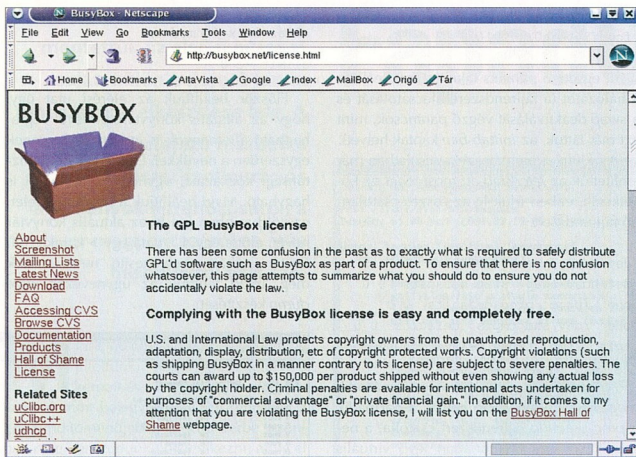 BusyBox - Netscape
File Edit View Go Bookmarks Tools Window Help
http://busybox.net/license.html
Home Bookmarks AltaVista Google Index MailBox Origó Tár
BUSYBOX
The GPL BusyBox license
There has been some confusion in the past as to exactly what is required to safely distribute
GPL'd software such as BusyBox as part of a product. To ensure that there is no confusion
whatsoever, this page attempts to summarize what you should do to ensure you do not
accidentally violate the law.
Complying with the BusyBox license is easy and completely free.
U.S. and International Law protects copyright owners from the unauthorized reproduction,
adaptation, display, distribution, etc of copyright protected works. Copyright violations (such
as shipping BusyBox in a manner contrary to its license) are subject to severe penalties. The
courts can award up to $150,000 per product shipped without even showing any actual loss
by the copyright holder. Criminal penalties are available for intentional acts undertaken for
purposes of "commercial advantage" or "private financial gain." In addition, if it comes to my
attention that you are violating the BusyBox license, I will list you on the BusyBox Hall of
Shame webpage.
About
Screenshot
Mailing Lists
Latest News
Download
FAQ
Accessing CVS
Browse CVS
Documentation
Products
Hall of Shame
License
Related Sites
uClibc.org
uClibc++
udhcp